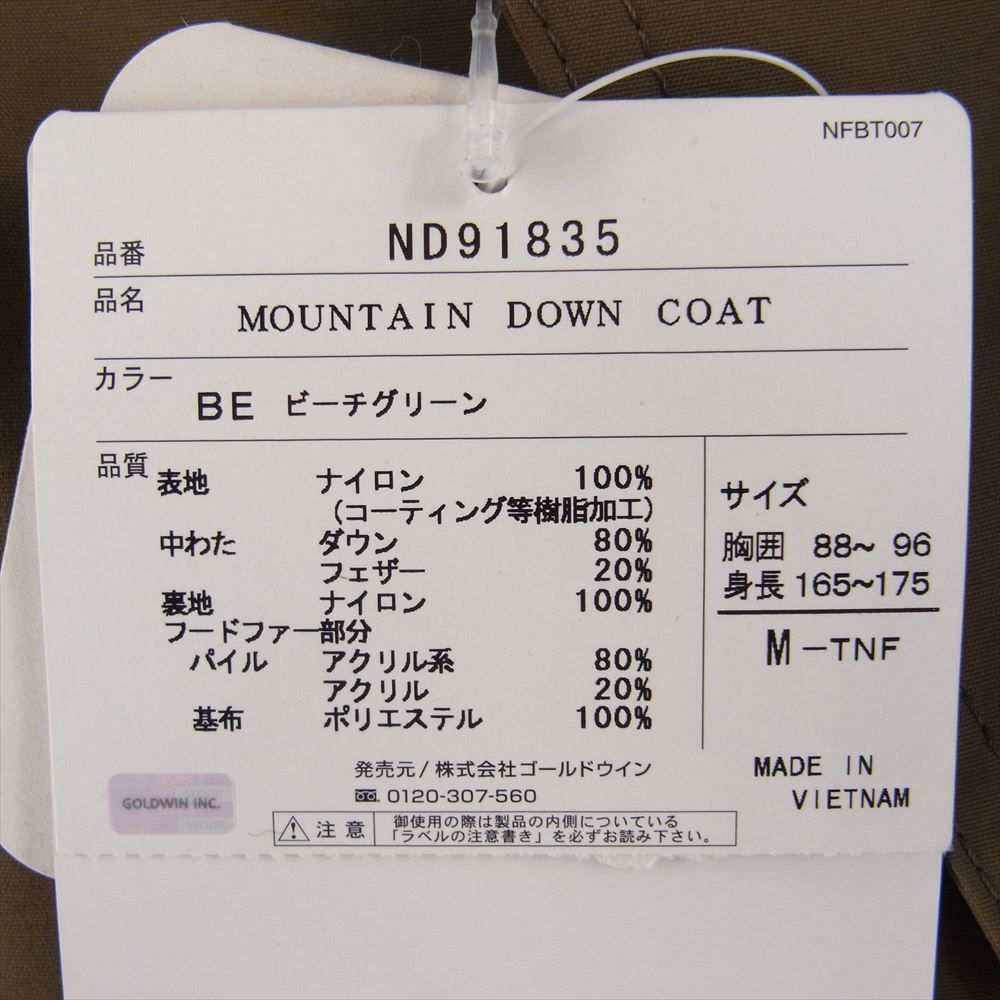 NFBT007
品番 ND91835
品名 MOUNTAIN DOWN COAT
カラー BE ビーチグリーン
品質
表地 ナイロン 100%
(コーティング等樹脂加工)
中わた ダウン 80%
フェザー 20%
裏地 ナイロン 100%
フードファー部分
パイル アクリル系 80%
アクリル 20%
基布 ポリエステル 100%
サイズ
胸囲 88~ 96
身長 165~175
M-TNF
発売元/株式会社ゴールドウイン
0120-307-560
MADE IN
VIETNAM
SECURE
GOLDWIN INC.
SECURE
注意
御使用の際は製品の内側についている
「ラベルの注意書き」を必ずお読み下さい。